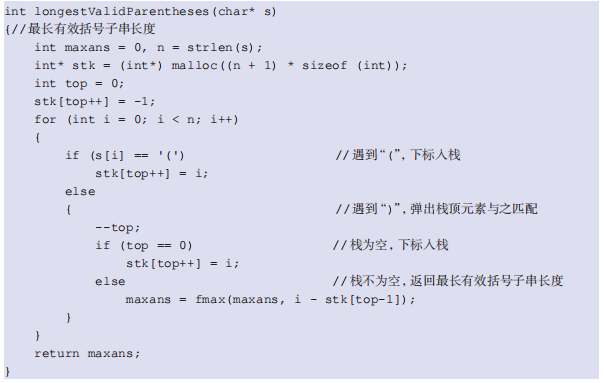 int longestValidParentheses(char* s)
{//最长有效括号子串长度
    int maxans = 0, n = strlen(s);
    int* stk = (int*) malloc((n + 1) * sizeof (int));
    int top = 0;
    stk[top++] = -1;
    for (int i = 0; i < n; i++)
    {
        if (s[i] == '(')                    //遇到“(”,下标入栈
            stk[top++] = i;
        else
        {                                   //遇到“)”,弹出栈顶元素与之匹配
            --top;
            if (top == 0)                   //栈为空,下标入栈
                stk[top++] = i;
            else                            //栈不为空,返回最长有效括号子串长度
                maxans = fmax(maxans, i - stk[top-1]);
        }
    }
    return maxans;
}